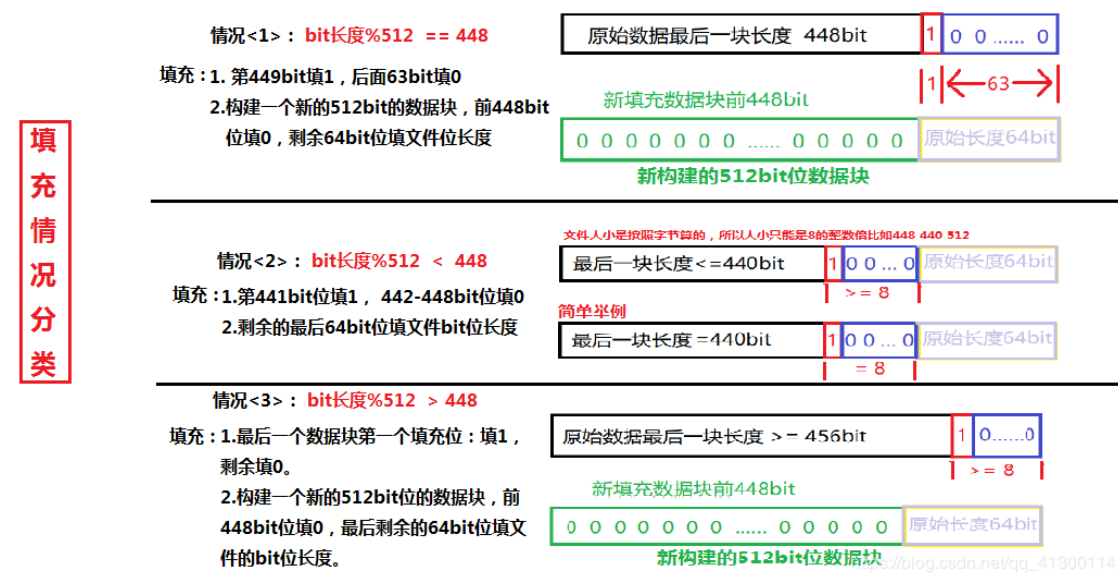 填充情况分类
情况<1>： bit长度%512 == 448
填充：1. 第449bit填1，后面63bit填0
2.构建一个新的512bit的数据块，前448bit
位填0，剩余64bit位填文件位长度
原始数据最后一块长度 448bit
1
0 0 ...... 0
1
63
新填充数据块前448bit
0 0 0 0 0 0 0 ...... 0 0 0 0 0
原始长度64bit
新构建的512bit位数据块
情况<2>： bit长度%512 < 448
填充：1.第441bit位填1， 442-448bit位填0
2.剩余的最后64bit位填文件bit位长度
文件大小是按照字节算的，所以大小只能是8的整数倍比如448 440 512
最后一块长度<=440bit
1
0 0 ... 0
原始长度64bit
>= 8
简单举例
最后一块长度 =440bit
1
0 0 ... 0
原始长度64bit
= 8
情况<3>： bit长度%512 > 448
填充：1.最后一个数据块第一个填充位：填1，
剩余填0。
2.构建一个新的512bit位的数据块，前
448bit位填0，最后剩余的64bit位填文
件的bit位长度。
原始数据最后一块长度 >= 456bit
1
0......0
>= 8
新填充数据块前448bit
0 0 0 0 0 0 0 ...... 0 0 0 0 0
原始长度64bit
新构建的512bit位数据块
https://blog.csdn.net/qq_41300114